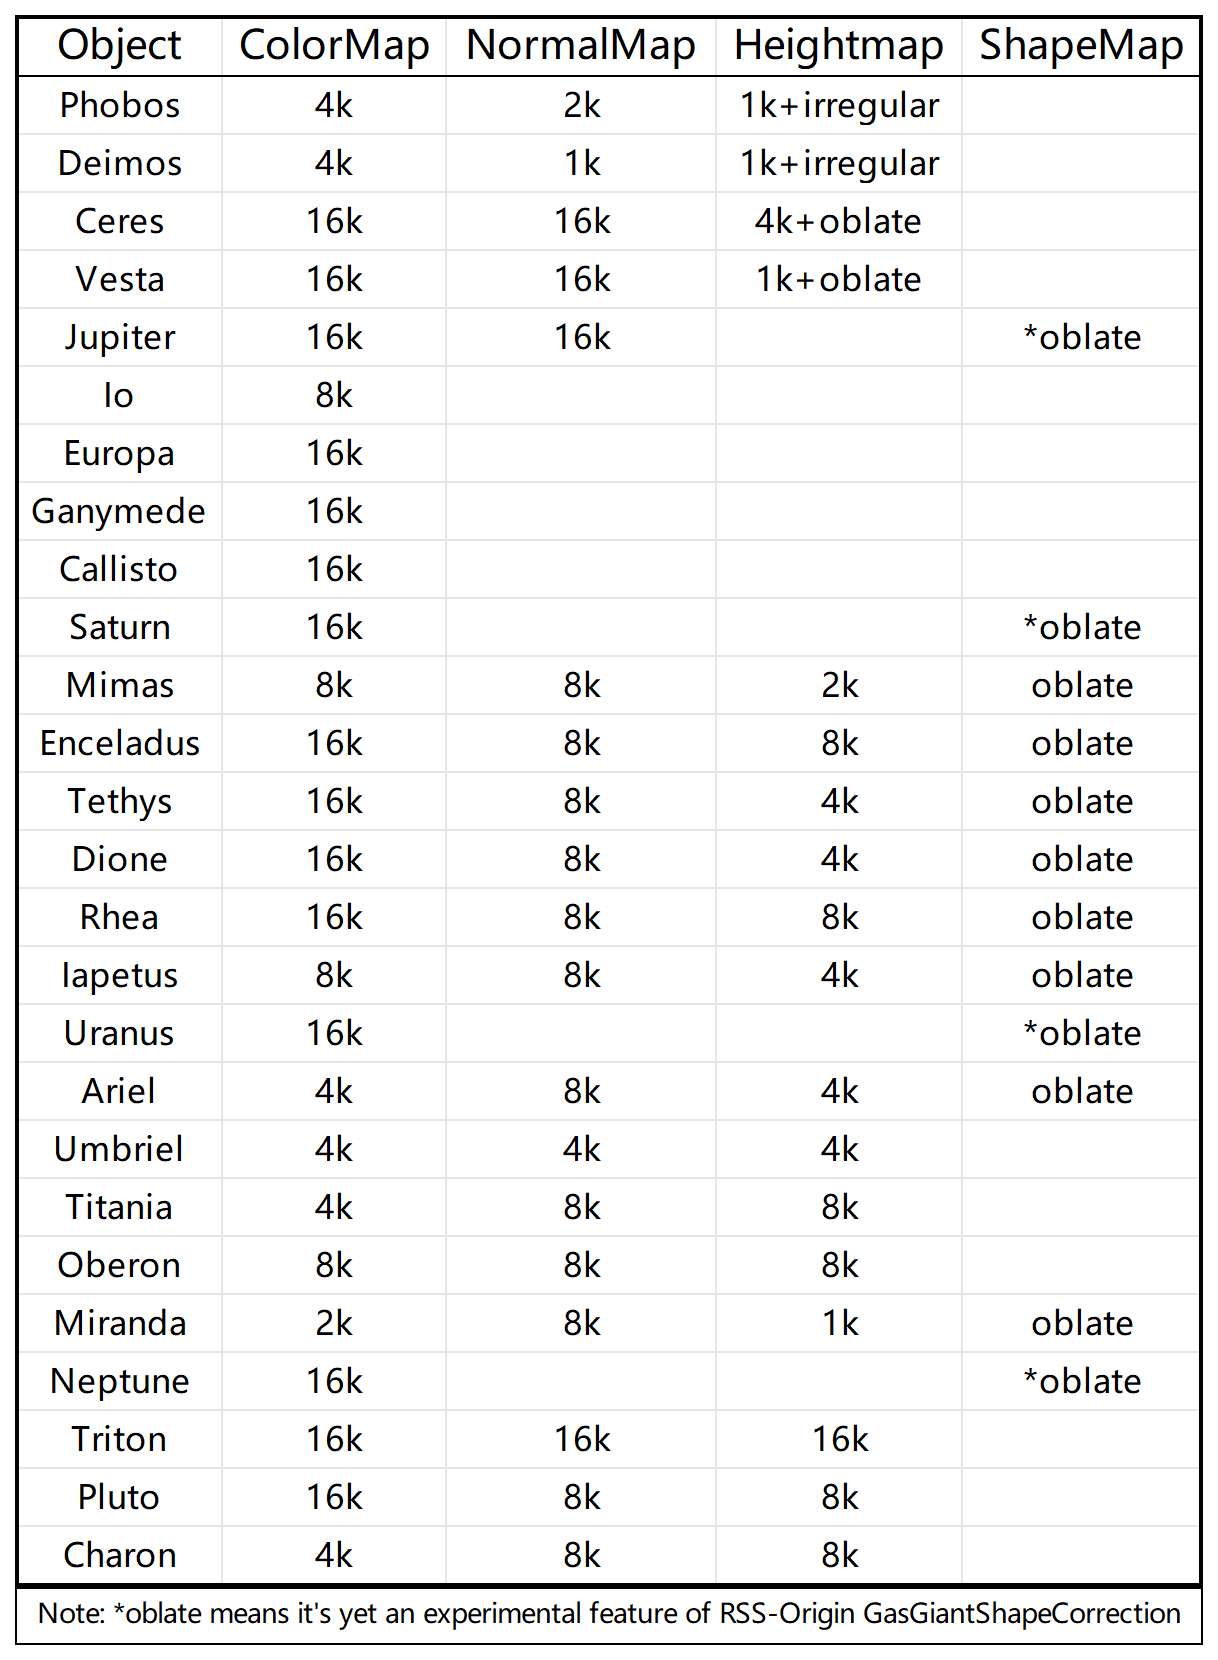 Object ColorMap NormalMap Heightmap ShapeMap
Phobos 4k 2k 1k+irregular
Deimos 4k 1k 1k+irregular
Ceres 16k 16k 4k+oblate
Vesta 16k 16k 1k+oblate
Jupiter 16k 16k *oblate
Io 8k
Europa 16k
Ganymede 16k
Callisto 16k
Saturn 16k *oblate
Mimas 8k 8k 2k oblate
Enceladus 16k 8k 8k oblate
Tethys 16k 8k 4k oblate
Dione 16k 8k 4k oblate
Rhea 16k 8k 8k oblate
Iapetus 8k 8k 4k oblate
Uranus 16k *oblate
Ariel 4k 8k 4k oblate
Umbriel 4k 4k 4k
Titania 4k 8k 8k
Oberon 8k 8k 8k
Miranda 2k 8k 1k oblate
Neptune 16k *oblate
Triton 16k 16k 16k
Pluto 16k 8k 8k
Charon 4k 8k 8k
Note: *oblate means it's yet an experimental feature of RSS-Origin GasGiantShapeCorrection